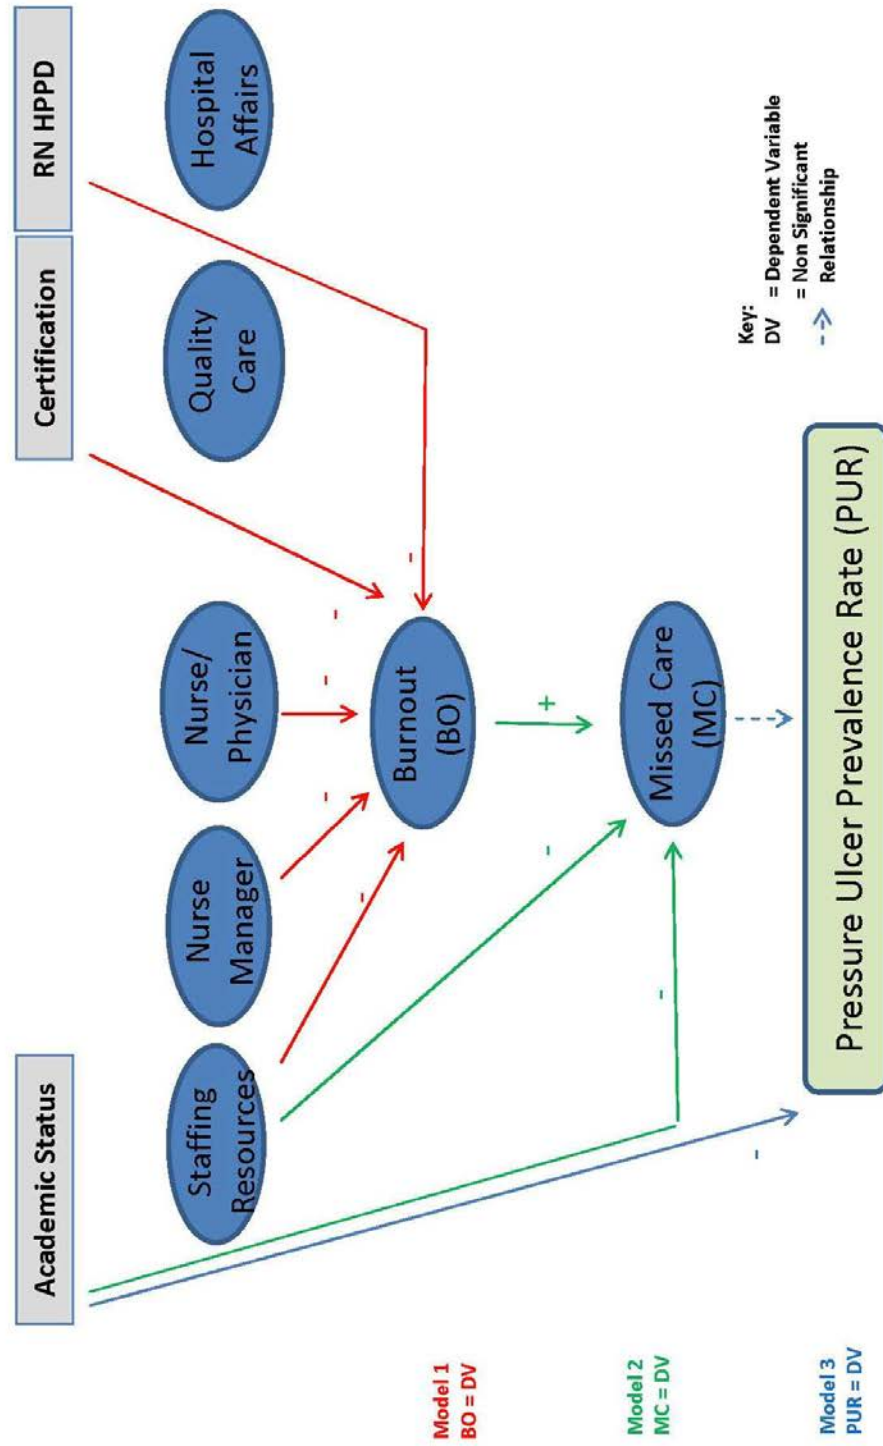 Academic Status
Certification
RN HPPD
Staffing
Resources
Nurse
Manager
Nurse/
Physician
Quality
Care
Hospital
Affairs
-
-
-
-
-
Model 1
BO = DV
Burnout
(BO)
+
-
-
Model 2
MC = DV
Missed Care
(MC)
-
Key:
DV = Dependent Variable
= Non Significant
Relationship
Model 3
PUR = DV
Pressure Ulcer Prevalence Rate (PUR)